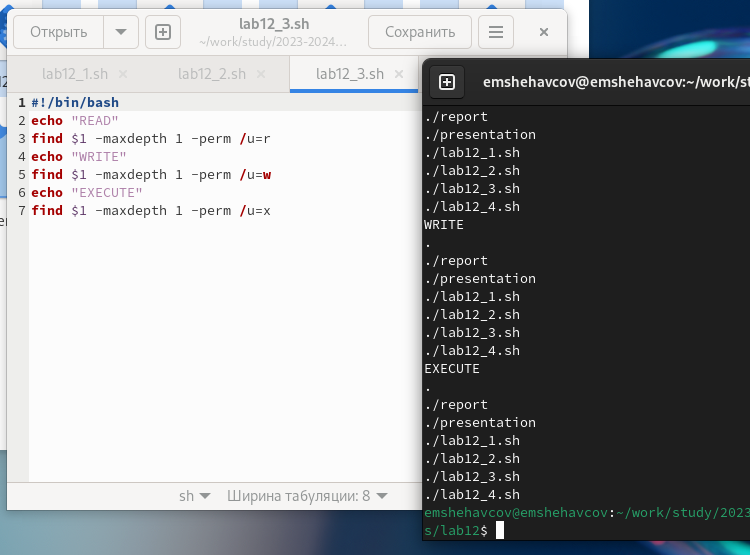 Открыть
lab12_3.sh
~/work/study/2023-2024...
Сохранить
lab12_1.sh
lab12_2.sh
lab12_3.sh
1 #!/bin/bash
2 echo "READ"
3 find $1 -maxdepth 1 -perm /u=r
4 echo "WRITE"
5 find $1 -maxdepth 1 -perm /u=w
6 echo "EXECUTE"
7 find $1 -maxdepth 1 -perm /u=x
sh
Ширина табуляции: 8
emshehavcov@emshehavcov:~/work/st
./report
./presentation
./lab12_1.sh
./lab12_2.sh
./lab12_3.sh
./lab12_4.sh
WRITE
.
./report
./presentation
./lab12_1.sh
./lab12_2.sh
./lab12_3.sh
./lab12_4.sh
EXECUTE
.
./report
./presentation
./lab12_1.sh
./lab12_2.sh
./lab12_3.sh
./lab12_4.sh
emshehavcov@emshehavcov:~/work/study/2023
s/lab12$